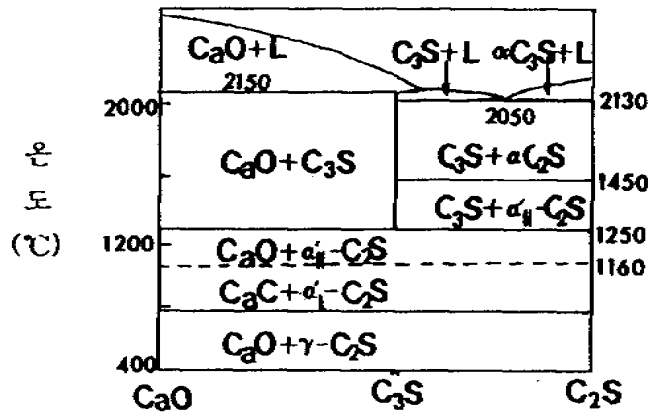 CaO+L
C₃S+L αC₃S+L
2150
2000
2130
2050
온
도
(℃)
CaO+C₃S
C₃S+αC₂S
1450
C₃S+α'ₕ-C₂S
1250
1200
CaO+α'ₕ-C₂S
1160
CaC+α'ʟ-C₂S
CaO+γ-C₂S
400
CaO
C₃S
C₂S